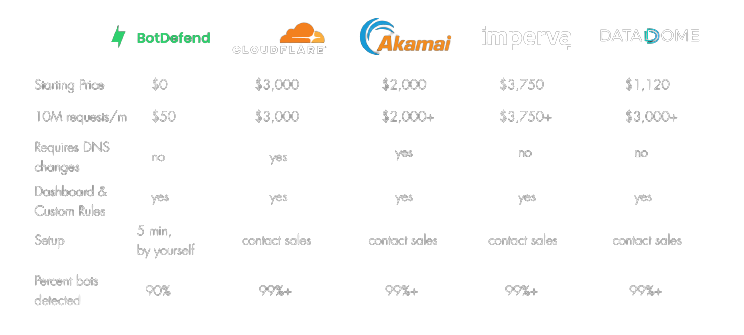 BotDefend CLOUDFLARE Akamai imperva DATADOME
Starting Price $0 $3,000 $2,000 $3,750 $1,120
10M requests/m $50 $3,000 $2,000+ $3,750+ $3,000+
Requires DNS
changes no yes yes no no
Dashboard &
Custom Rules yes yes yes yes yes
Setup 5 min,
by yourself contact sales contact sales contact sales contact sales
Percent bots
detected 90% 99%+ 99%+ 99%+ 99%+